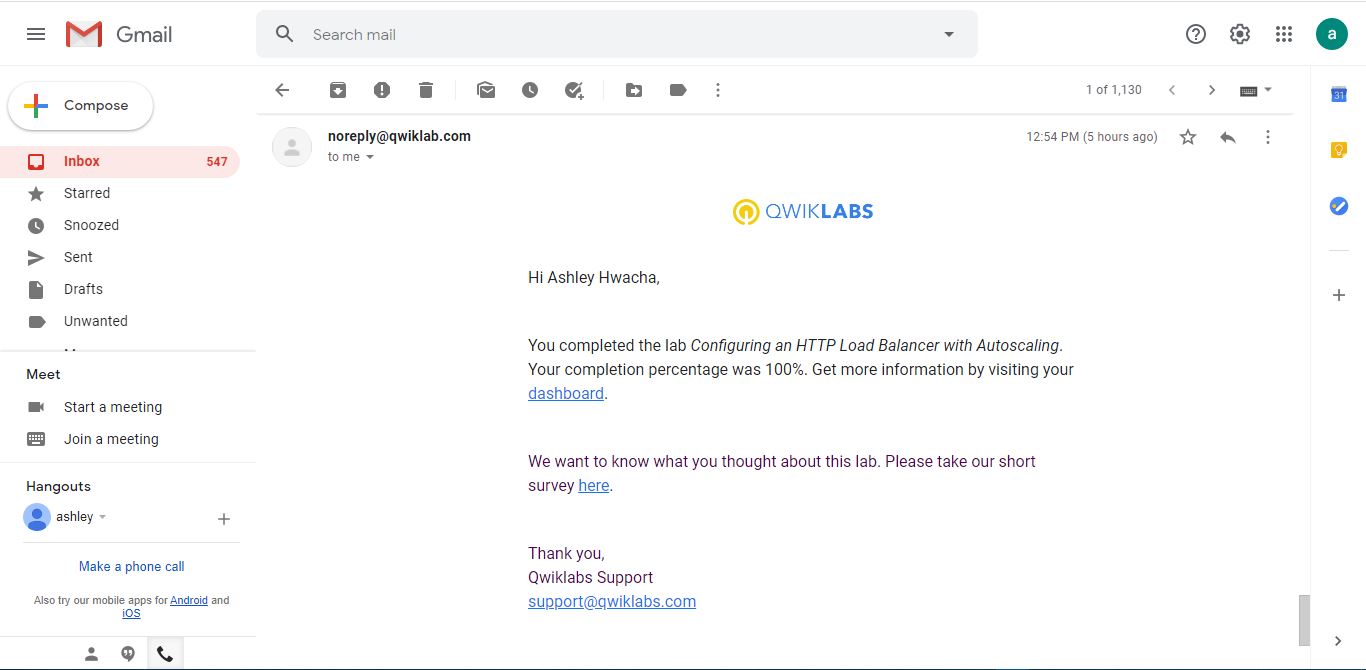 Gmail
Search mail
a
Compose
1 of 1,130
Inbox 547
Starred
Snoozed
Sent
Drafts
Unwanted
Meet
Start a meeting
Join a meeting
Hangouts
ashley
Make a phone call
Also try our mobile apps for Android and
iOS
noreply@qwiklab.com
12:54 PM (5 hours ago)
to me
QWIKLABS
Hi Ashley Hwacha,
You completed the lab Configuring an HTTP Load Balancer with Autoscaling.
Your completion percentage was 100%. Get more information by visiting your
dashboard.
We want to know what you thought about this lab. Please take our short
survey here.
Thank you,
Qwiklabs Support
support@qwiklabs.com
31